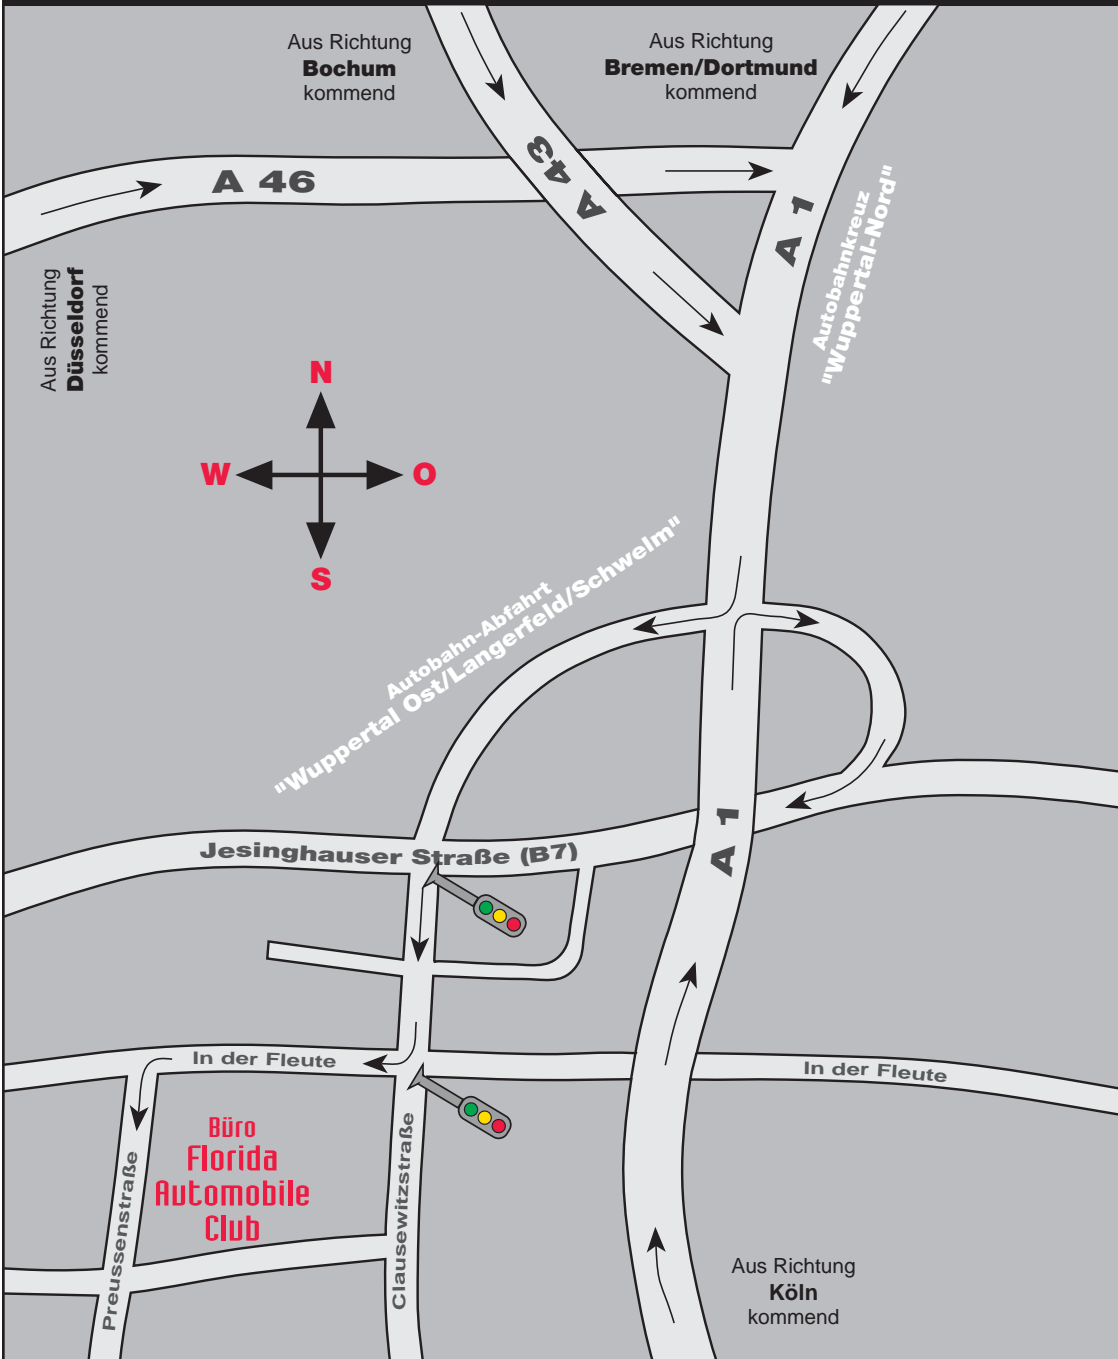 Aus Richtung
Bochum
kommend
Aus Richtung
Bremen/Dortmund
kommend
A 46
A 43
A 1
Autobahnkreuz
"Wuppertal-Nord"
Aus Richtung
Düsseldorf
kommend
N
W
O
S
Autobahn-Abfahrt
"Wuppertal Ost/Langerfeld/Schwelm"
A 1
Jesinghauser Straße (B7)
In der Fleute
In der Fleute
Büro
Florida
Automobile
Club
Preussenstraße
Clausewitzstraße
Aus Richtung
Köln
kommend